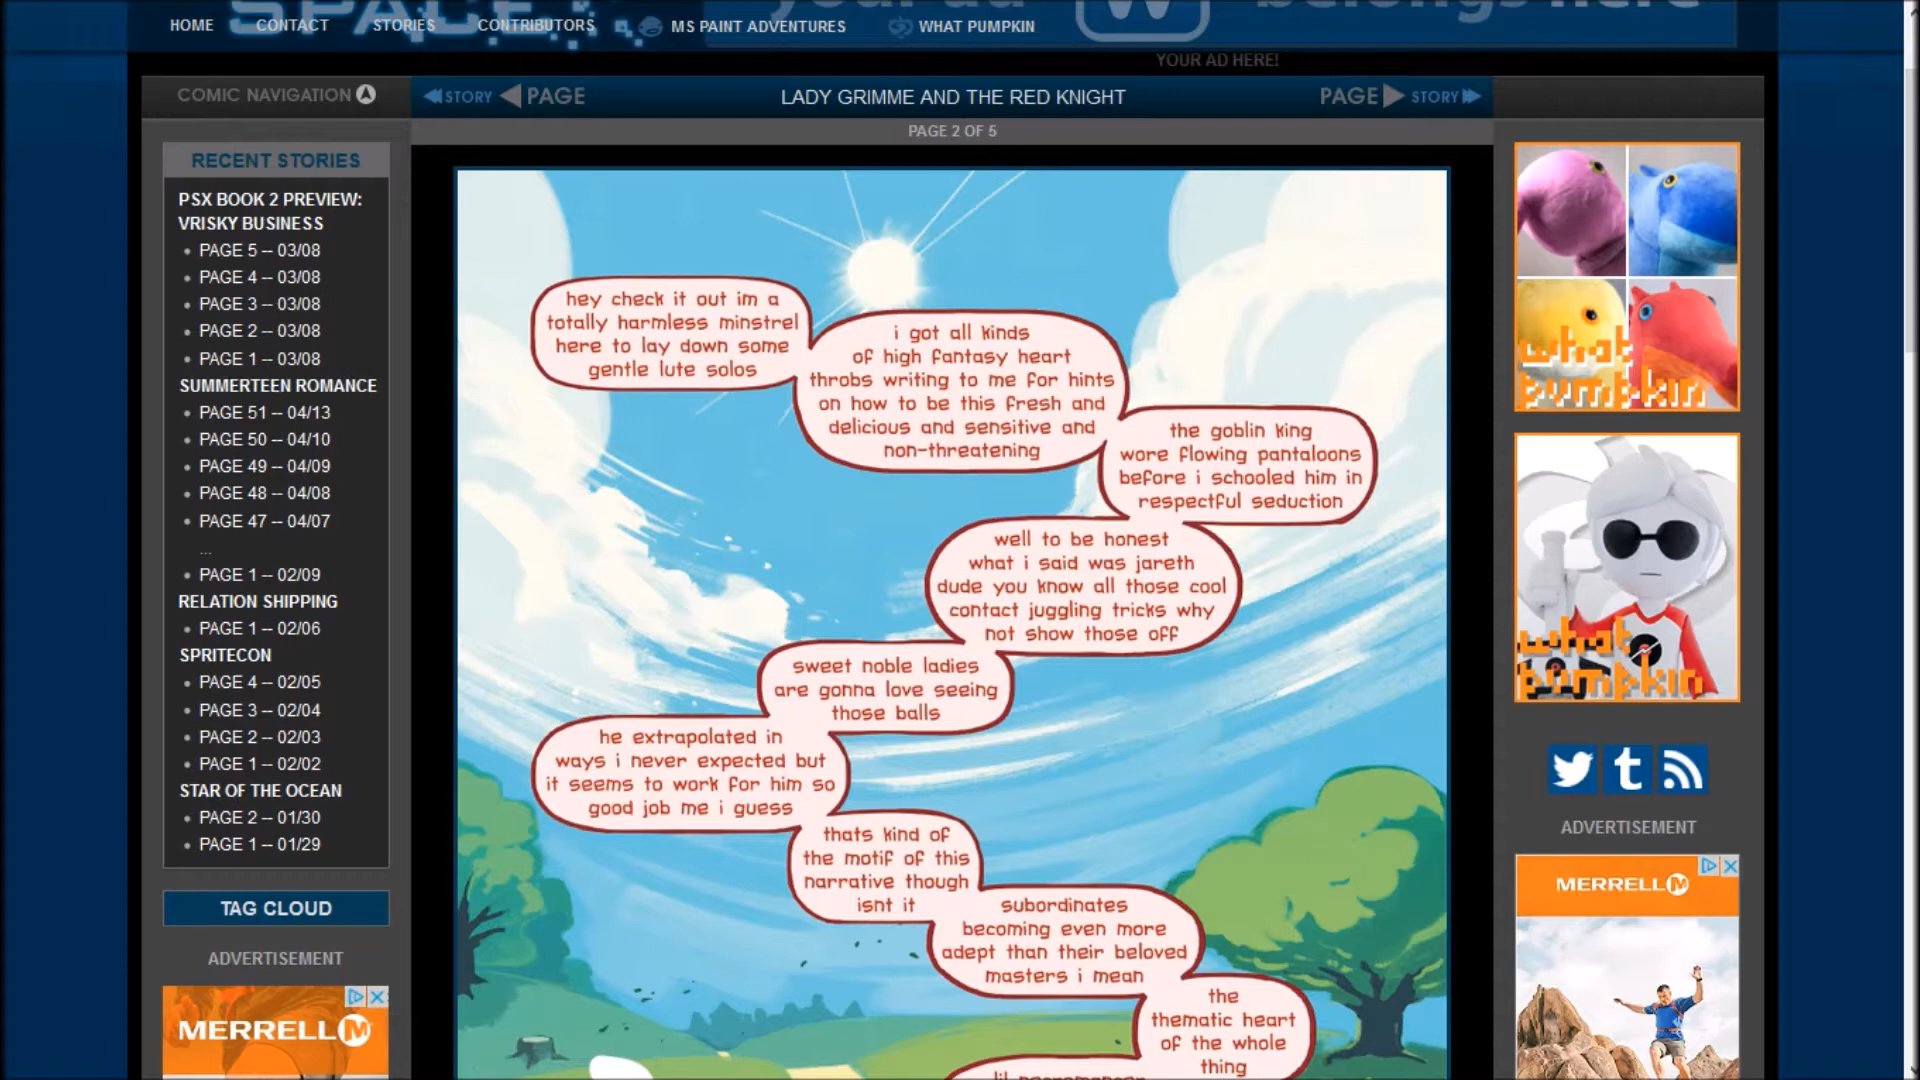 SPACE
your ad
belongs here
HOME
CONTACT
STORIES
CONTRIBUTORS
MS PAINT ADVENTURES
WHAT PUMPKIN
YOUR AD HERE!
COMIC NAVIGATION
STORY
PAGE
LADY GRIMME AND THE RED KNIGHT
PAGE
STORY
PAGE 2 OF 5
RECENT STORIES
PSX BOOK 2 PREVIEW:
VRISKY BUSINESS
PAGE 5 -- 03/08
PAGE 4 -- 03/08
PAGE 3 -- 03/08
PAGE 2 -- 03/08
PAGE 1 -- 03/08
SUMMERTEEN ROMANCE
PAGE 51 -- 04/13
PAGE 50 -- 04/10
PAGE 49 -- 04/09
PAGE 48 -- 04/08
PAGE 47 -- 04/07
...
PAGE 1 -- 02/09
RELATION SHIPPING
PAGE 1 -- 02/06
SPRITECON
PAGE 4 -- 02/05
PAGE 3 -- 02/04
PAGE 2 -- 02/03
PAGE 1 -- 02/02
STAR OF THE OCEAN
PAGE 2 -- 01/30
PAGE 1 -- 01/29
TAG CLOUD
ADVERTISEMENT
MERRELL
hey check it out im a
totally harmless minstrel
here to lay down some
gentle lute solos
i got all kinds
of high fantasy heart
throbs writing to me for hints
on how to be this fresh and
delicious and sensitive and
non-threatening
the goblin king
wore flowing pantaloons
before i schooled him in
respectful seduction
well to be honest
what i said was jareth
dude you know all those cool
contact juggling tricks why
not show those off
sweet noble ladies
are gonna love seeing
those balls
he extrapolated in
ways i never expected but
it seems to work for him so
good job me i guess
thats kind of
the motif of this
narrative though
isnt it
subordinates
becoming even more
adept than their beloved
masters i mean
the
thematic heart
of the whole
thing
what
pumpkin
what
pumpkin
ADVERTISEMENT
MERRELL